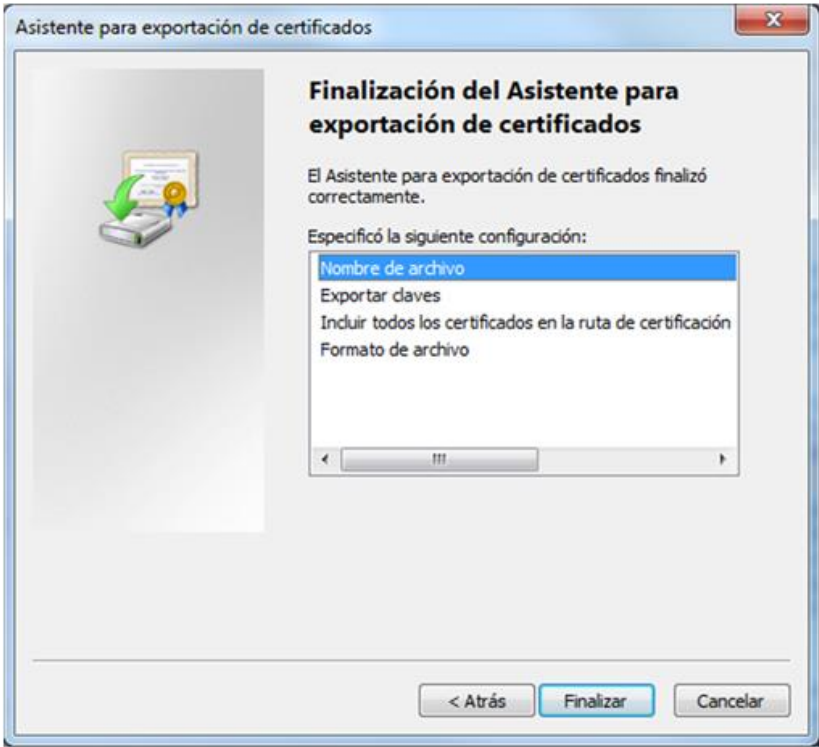 Asistente para exportación de certificados
Finalización del Asistente para
exportación de certificados
El Asistente para exportación de certificados finalizó
correctamente.
Especificó la siguiente configuración:
Nombre de archivo
Exportar claves
Incluir todos los certificados en la ruta de certificación
Formato de archivo
< Atrás
Finalizar
Cancelar